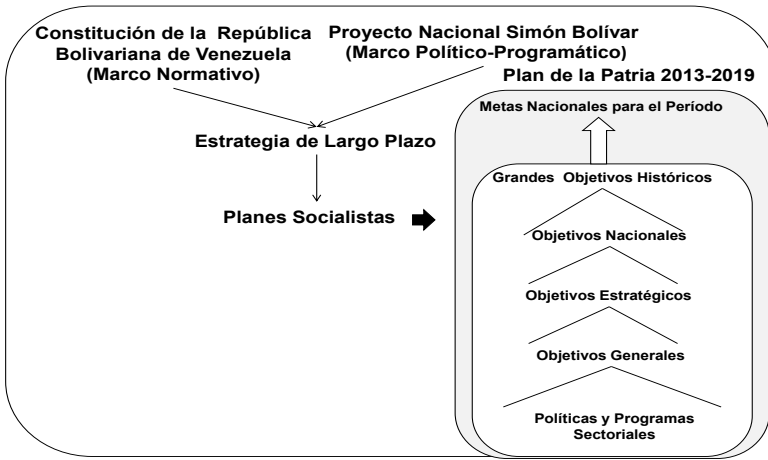 Constitución de la República
Bolivariana de Venezuela
(Marco Normativo)
Proyecto Nacional Simón Bolívar
(Marco Político-Programático)
Plan de la Patria 2013-2019
Estrategia de Largo Plazo
Planes Socialistas
Metas Nacionales para el Período
Grandes Objetivos Históricos
Objetivos Nacionales
Objetivos Estratégicos
Objetivos Generales
Políticas y Programas
Sectoriales